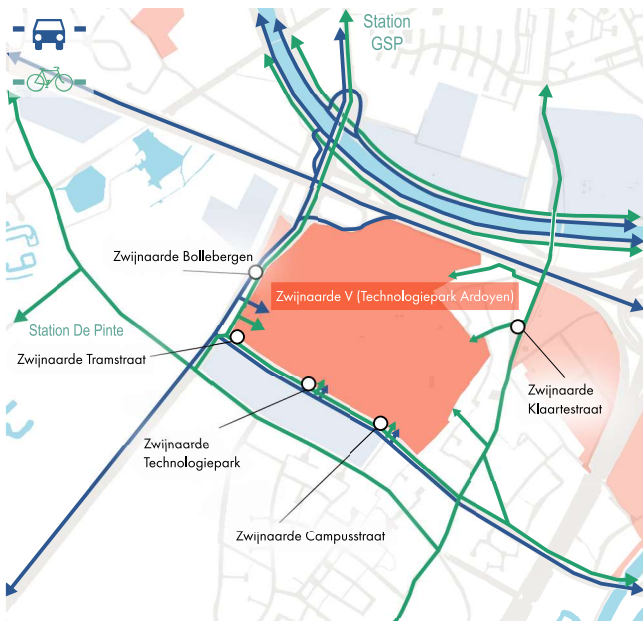 Station
GSP
Zwijnaarde Bollebergen
Zwijnaarde V (Technologiepark Ardoyen)
Station De Pinte
Zwijnaarde Tramstraat
Zwijnaarde
Klaartestraat
Zwijnaarde
Technologiepark
Zwijnaarde Campusstraat